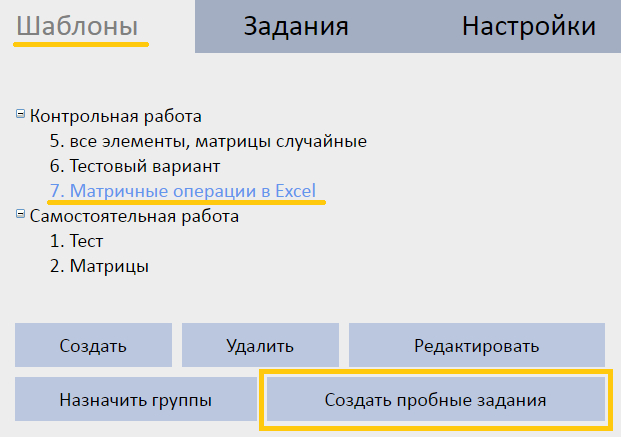 Шаблоны Задания Настройки
Контрольная работа
5. все элементы, матрицы случайные
6. Тестовый вариант
7. Матричные операции в Excel
Самостоятельная работа
1. Тест
2. Матрицы
Создать Удалить Редактировать
Назначить группы Создать пробные задания